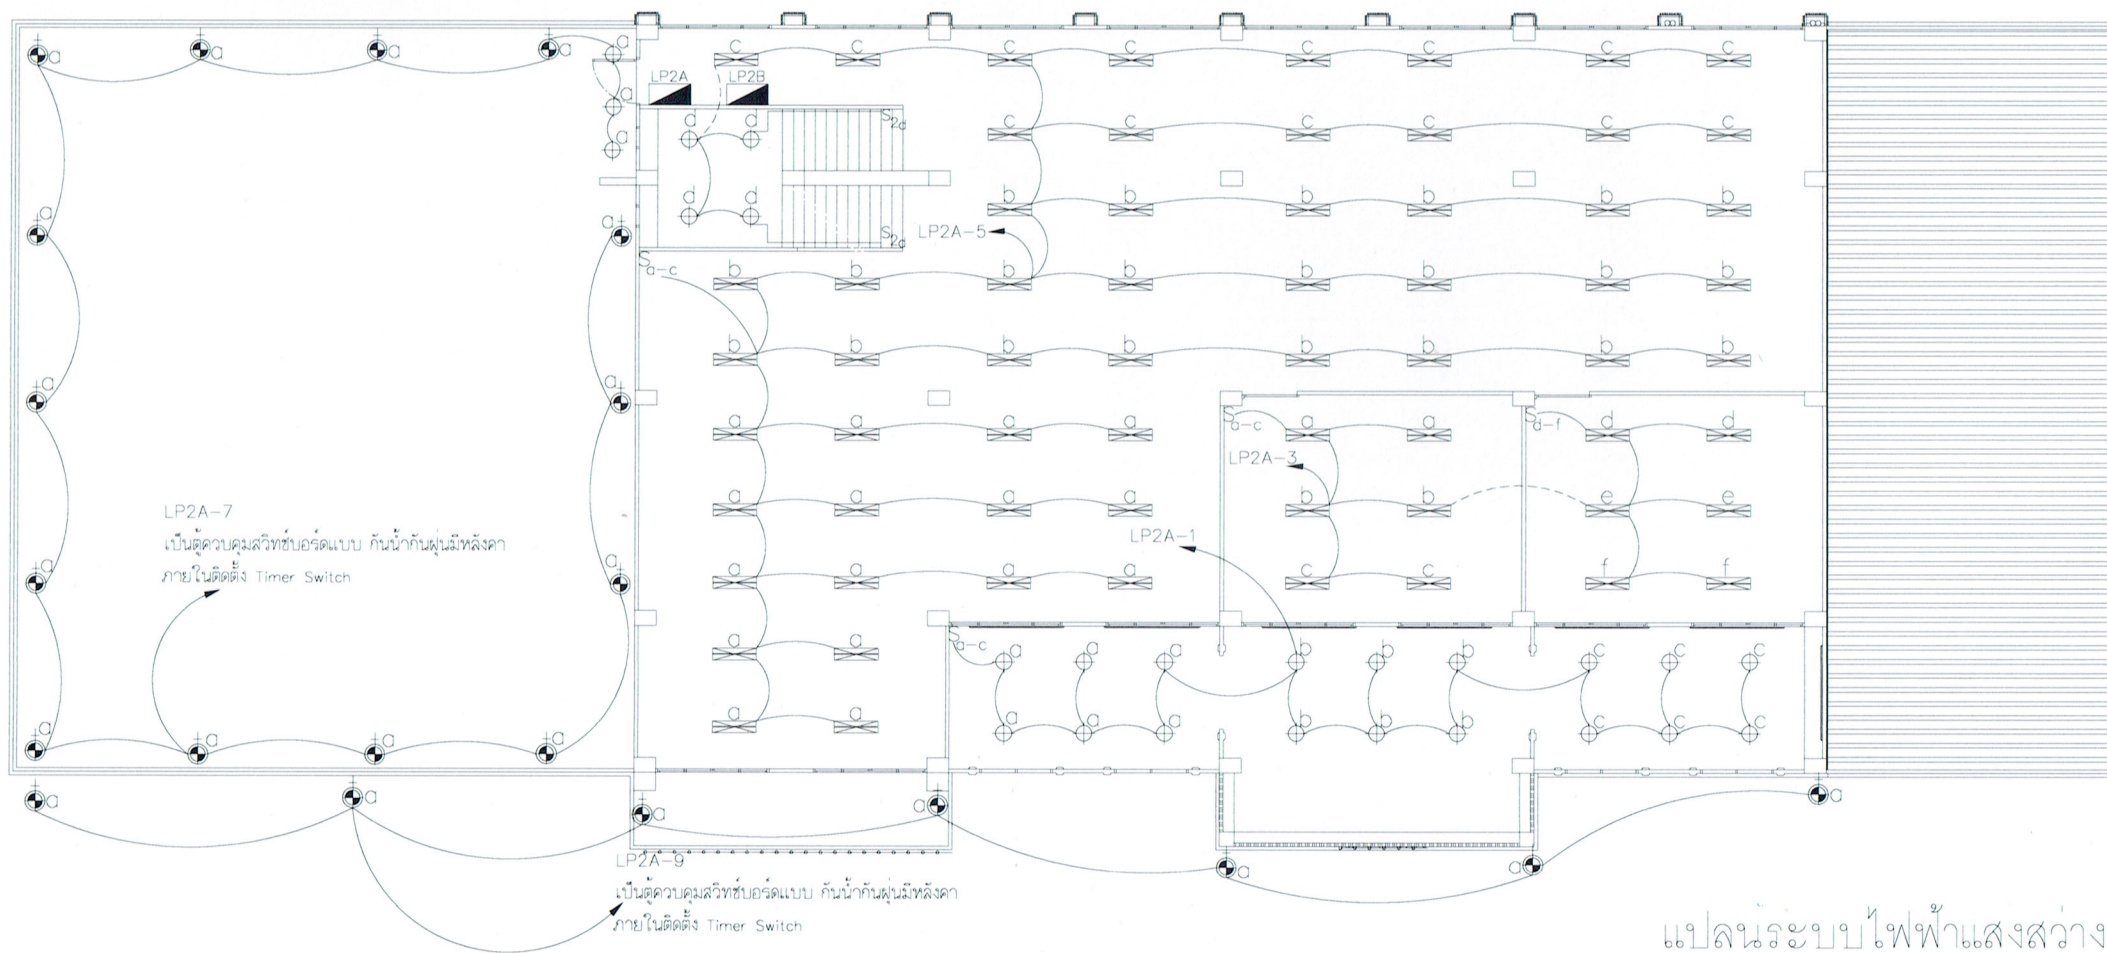 a a a a a c c c c c c c c
LP2A LP2B
a
d d S2d c c c c c c
a
d d b b b b b b
a a S2d
LP2A-5
Sa-c b b b b b b b b
b b b b b b b b
a a
Sa-c Sd-f
a a a a a a d d
LP2A-3
LP2A-7 a a a a b b e e
เป็นตู้ควบคุมสวิทช์บอร์ดแบบ กันน้ำกันฝุ่นมีหลังคา
LP2A-1
ภายในติดตั้ง Timer Switch
a a a a a a c c f f
a a Sa-c a a a b b b c c c
a a a a a b b b c c c
a a a a
a a a a a
LP2A-9 a a
เป็นตู้ควบคุมสวิทช์บอร์ดแบบ กันน้ำกันฝุ่นมีหลังคา
ภายในติดตั้ง Timer Switch
แปลนระบบไฟฟ้าแสงสว่าง